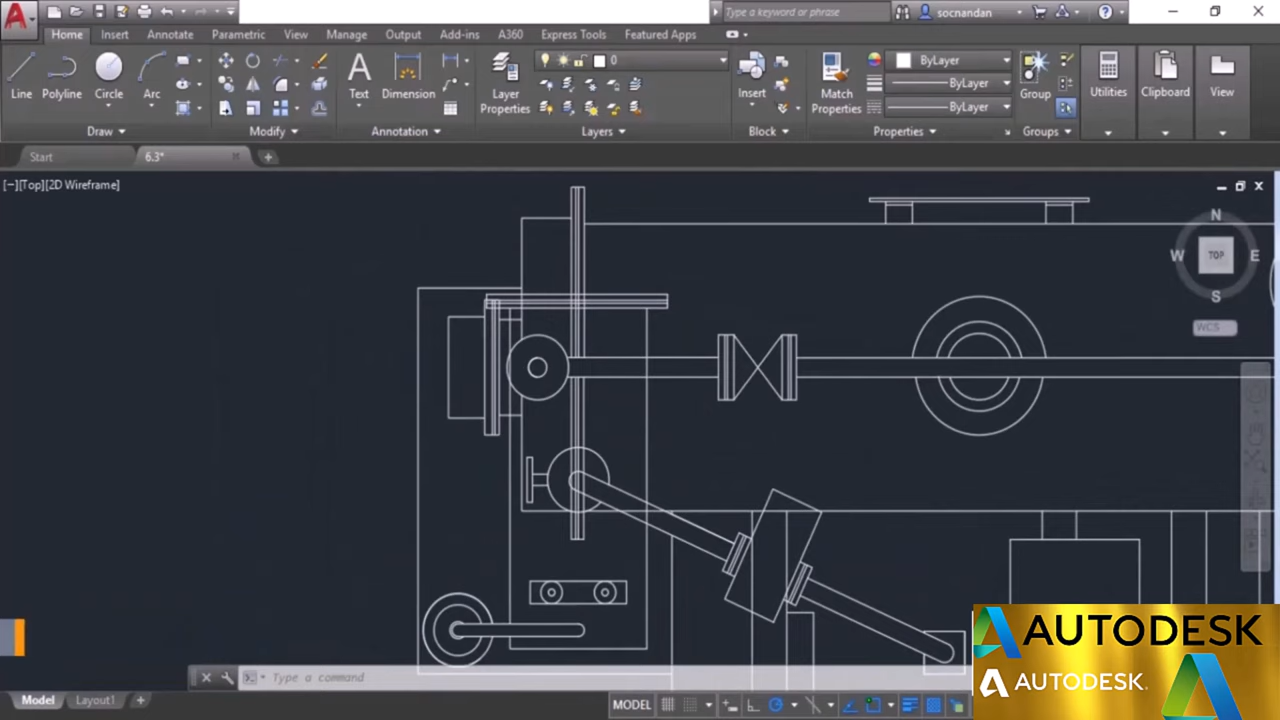 Type a keyword or phrase
socnandan
Home Insert Annotate Parametric View Manage Output Add-ins A360 Express Tools Featured Apps
Line Polyline Circle Arc
Text Dimension
Layer Properties
0
Insert
Match Properties
ByLayer
ByLayer
ByLayer
Group
Utilities Clipboard View
Draw Modify Annotation Layers Block Properties Groups
Start 6.3*
[−][Top][2D Wireframe]
N
W TOP E
S
WCS
Type a command
Model Layout1
MODEL
AUTODESK
AUTODESK.